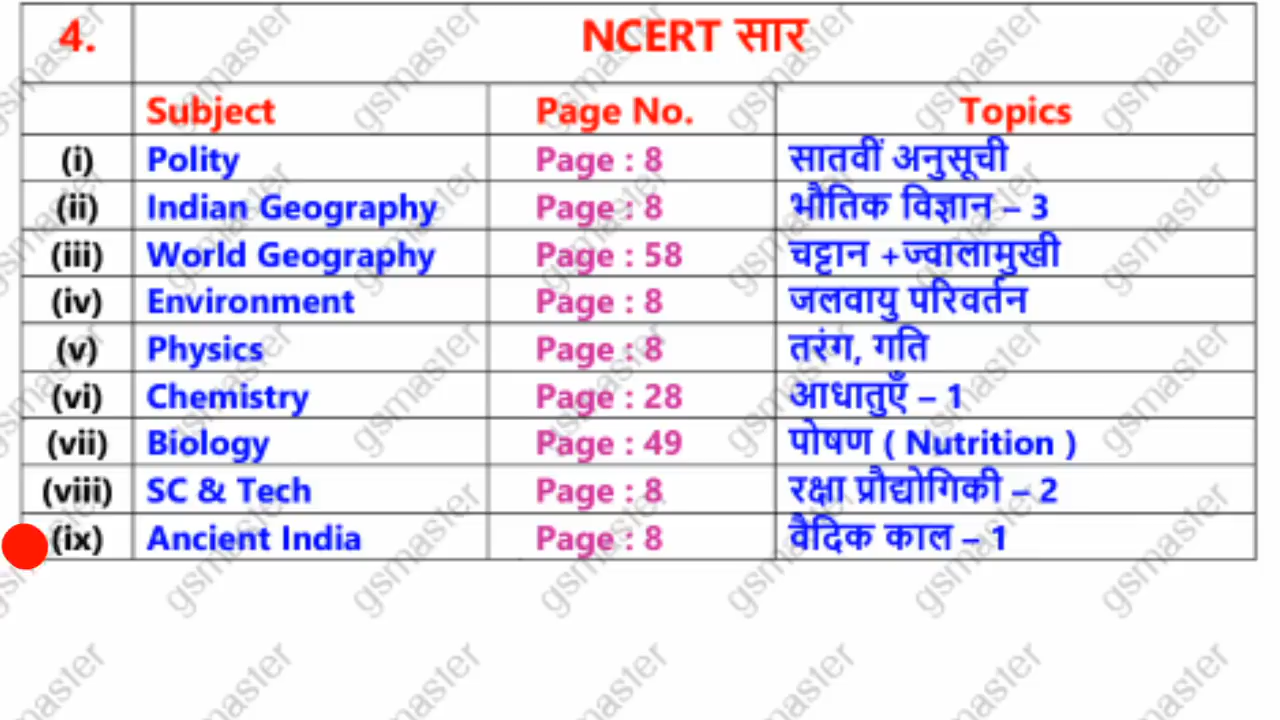 4. NCERT सार
Subject Page No. Topics
(i) Polity Page : 8 सातवीं अनुसूची
(ii) Indian Geography Page : 8 भौतिक विज्ञान – 3
(iii) World Geography Page : 58 चट्टान +ज्वालामुखी
(iv) Environment Page : 8 जलवायु परिवर्तन
(v) Physics Page : 8 तरंग, गति
(vi) Chemistry Page : 28 आधातुएँ – 1
(vii) Biology Page : 49 पोषण ( Nutrition )
(viii) SC & Tech Page : 8 रक्षा प्रौद्योगिकी – 2
(ix) Ancient India Page : 8 वैदिक काल – 1
gsmaster